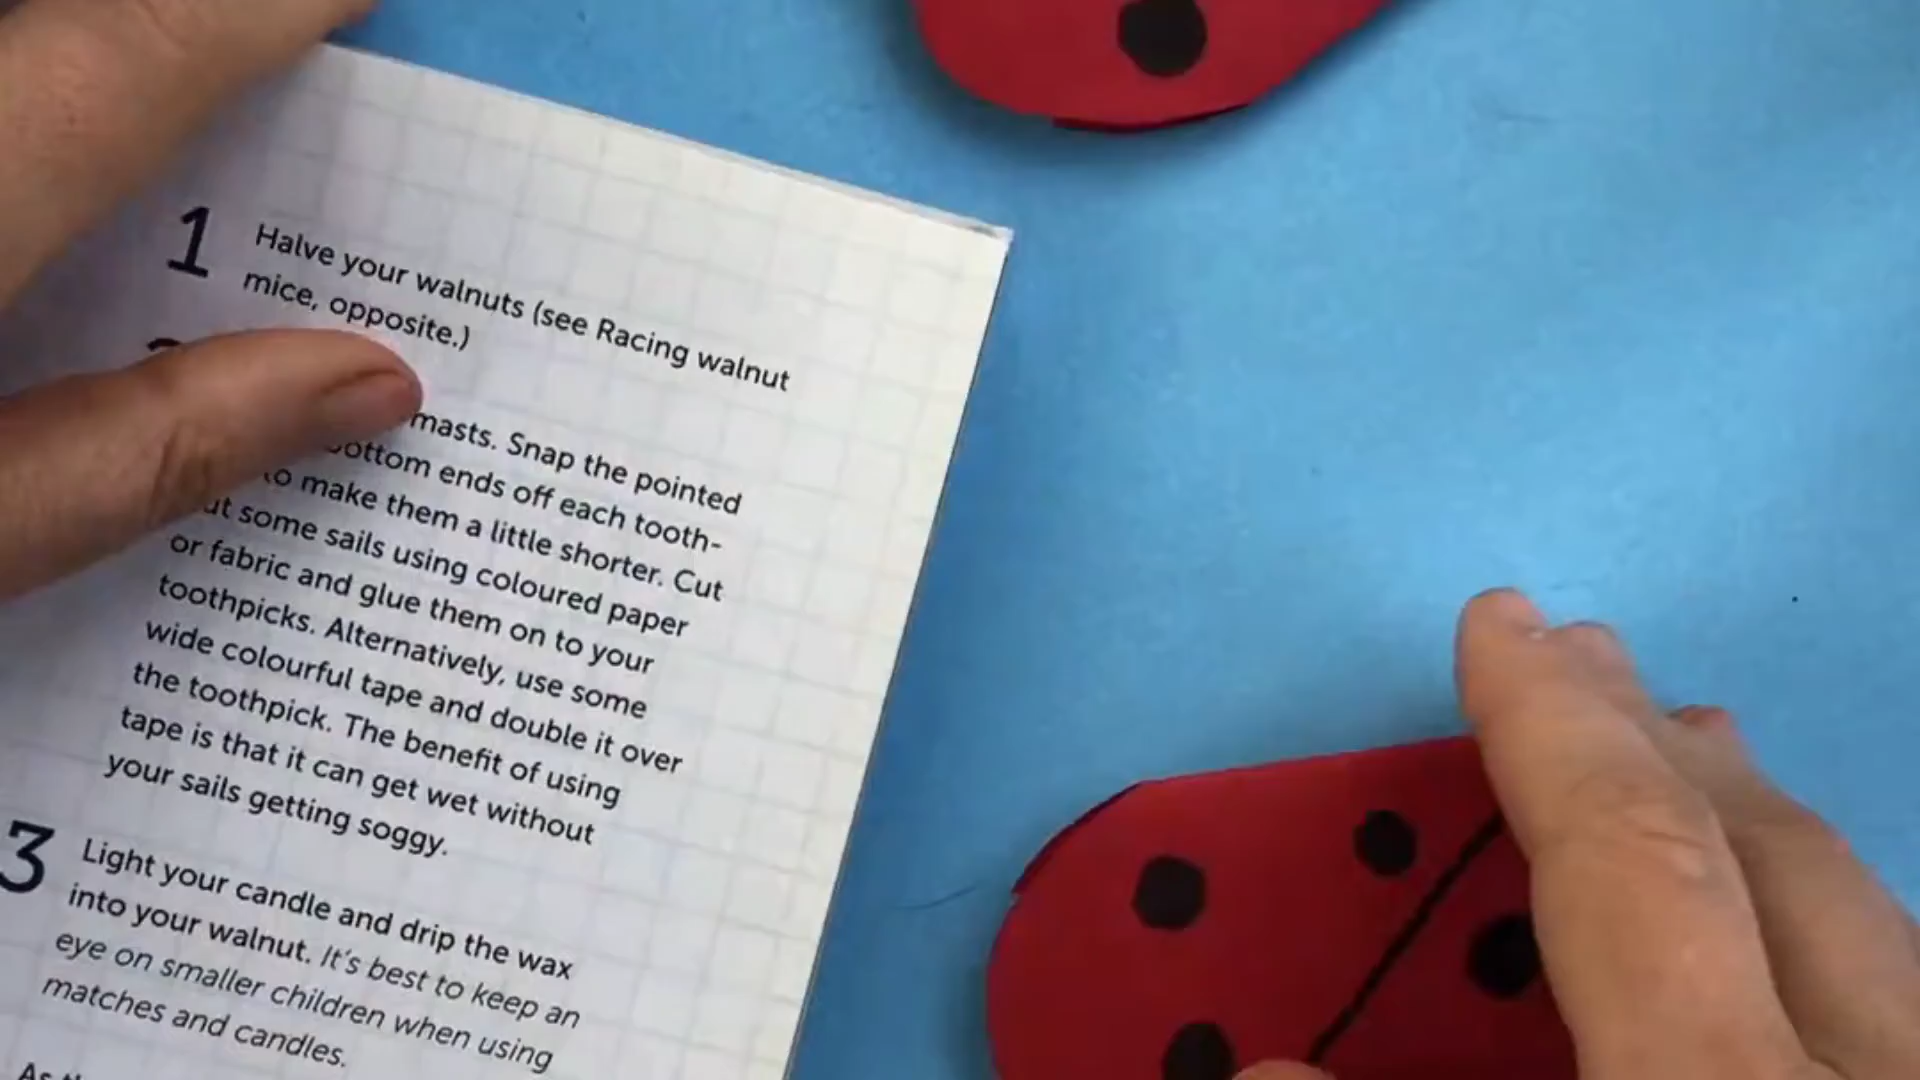 1 Halve your walnuts (see Racing walnut
mice, opposite.)
masts. Snap the pointed
bottom ends off each tooth-
to make them a little shorter. Cut
some sails using coloured paper
or fabric and glue them on to your
toothpicks. Alternatively, use some
wide colourful tape and double it over
the toothpick. The benefit of using
tape is that it can get wet without
your sails getting soggy.
3 Light your candle and drip the wax
into your walnut. It's best to keep an
eye on smaller children when using
matches and candles.
As